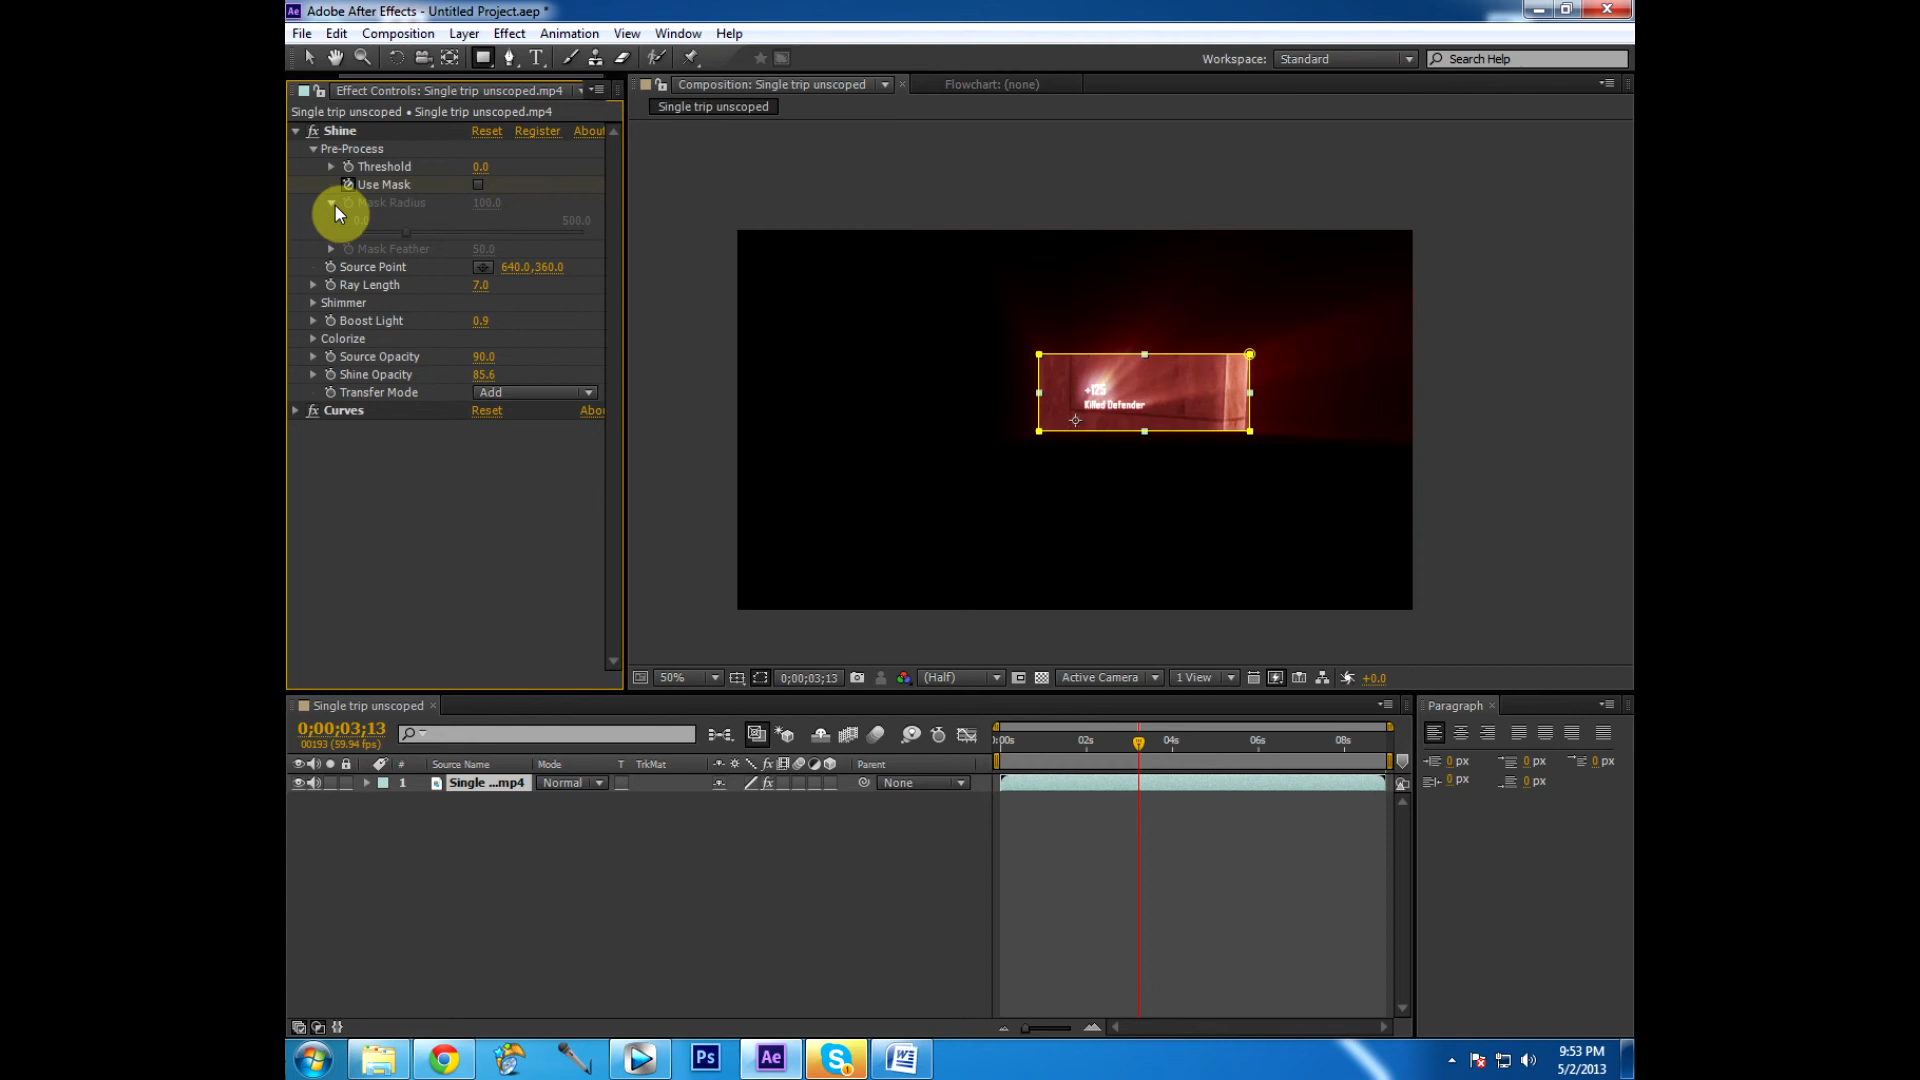 Ae Adobe After Effects - Untitled Project.aep *
File Edit Composition Layer Effect Animation View Window Help
Workspace: Standard Search Help
Effect Controls: Single trip unscoped.mp4
Composition: Single trip unscoped
Flowchart: (none)
Single trip unscoped • Single trip unscoped.mp4
Single trip unscoped
fx Shine Reset Register About
Pre-Process
Threshold 0.0
Use Mask
Mask Radius 100.0
0.0 500.0
Mask Feather 50.0
Source Point 640.0,360.0
Ray Length 7.0
Shimmer
Boost Light 0.9
Colorize
Source Opacity 90.0
Shine Opacity 85.6
Transfer Mode Add
fx Curves Reset Abou
+125
Killed Defender
50% 0;00;03;13 (Half) Active Camera 1 View +0.0
Single trip unscoped
0;00;03;13
00193 (59.94 fps)
):00s 02s 04s 06s 08s
# Source Name Mode T TrkMat fx Parent
1 Single ...mp4 Normal fx None
Paragraph
0 px 0 px 0 px
0 px 0 px
Ps Ae
9:53 PM
5/2/2013